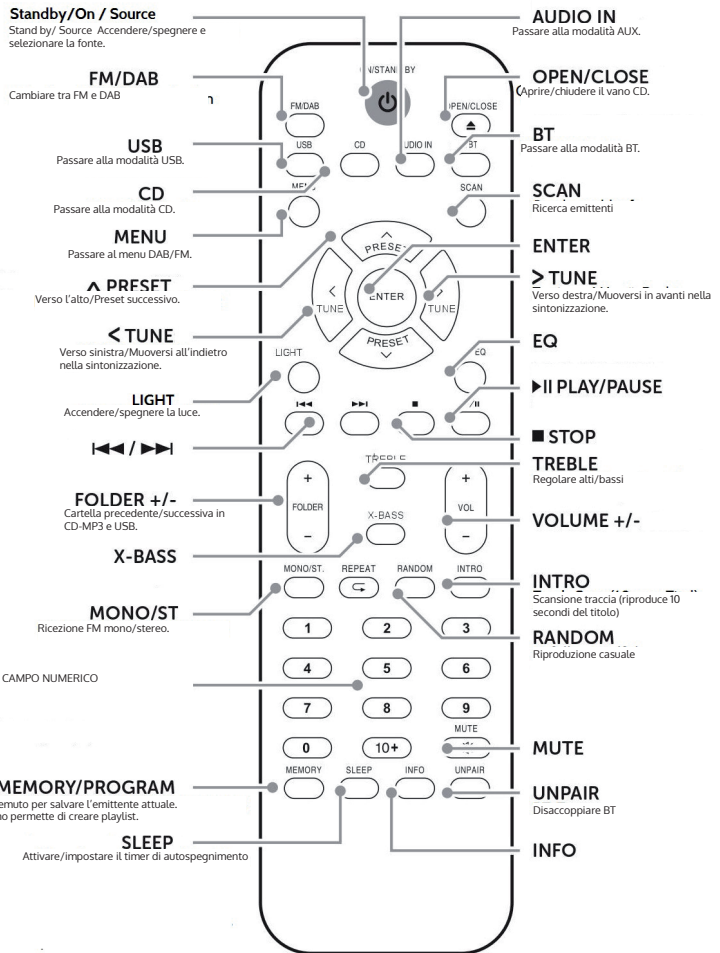 Standby/On / Source
Stand by/ Source Accendere/spegnere e
selezionare la fonte.
FM/DAB
Cambiare tra FM e DAB
USB
Passare alla modalità USB.
CD
Passare alla modalità CD.
MENU
Passare al menu DAB/FM.
PRESET
Verso l'alto/Preset successivo.
< TUNE
Verso sinistra/Muoversi all'indietro
nella sintonizzazione.
LIGHT
Accendere/spegnere la luce.
/
FOLDER +/-
Cartella precedente/successiva in
CD-MP3 e USB.
X-BASS
MONO/ST
Ricezione FM mono/stereo.
CAMPO NUMERICO
MEMORY/PROGRAM
per salvare l'emittente attuale.
permette di creare playlist.
SLEEP
Attivare/impostare il timer di autospegnimento
FM/DAB
USB
CD
BT
SCAN
PRESET
< TUNE
ENTER
TUNE
PRESET
LIGHT
EQ
TREBLE
+
FOLDER
–
X-BASS
+
VOL
–
MONO/ST.
REPEAT
RANDOM
INTRO
1
2
3
4
5
6
7
8
9
0
10+
MUTE
MEMORY
SLEEP
INFO
UNPAIR
AUDIO IN
Passare alla modalità AUX.
OPEN/CLOSE
Aprire/chiudere il vano CD.
BT
Passare alla modalità BT.
SCAN
Ricerca emittenti
ENTER
> TUNE
Verso destra/Muoversi in avanti nella
sintonizzazione.
EQ
PLAY/PAUSE
STOP
TREBLE
Regolare alti/bassi
VOLUME +/-
INTRO
Scansione traccia (riproduce 10
secondi del titolo)
RANDOM
Riproduzione casuale
MUTE
UNPAIR
Disaccoppiare BT
INFO